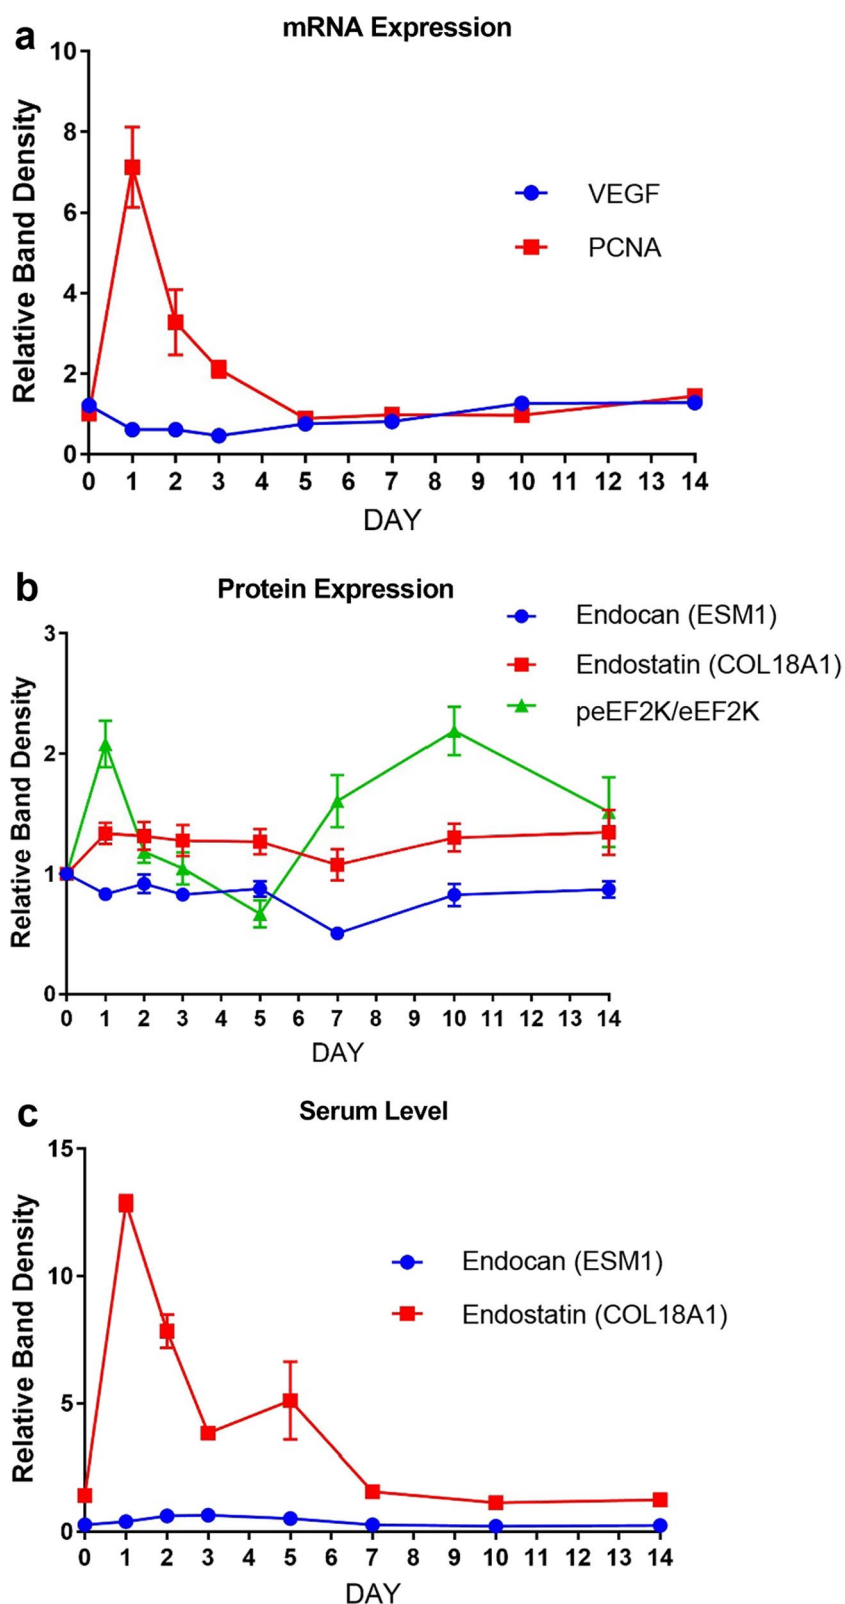 a
mRNA Expression
10
8
6
4
2
0
Relative Band Density
VEGF
PCNA
0 1 2 3 4 5 6 7 8 9 10 11 12 13 14
DAY
b
Protein Expression
Endocan (ESM1)
Endostatin (COL18A1)
peEF2K/eEF2K
3
2
1
0
Relative Band Density
0 1 2 3 4 5 6 7 8 9 10 11 12 13 14
DAY
c
Serum Level
15
10
5
0
Relative Band Density
Endocan (ESM1)
Endostatin (COL18A1)
0 1 2 3 4 5 6 7 8 9 10 11 12 13 14
DAY